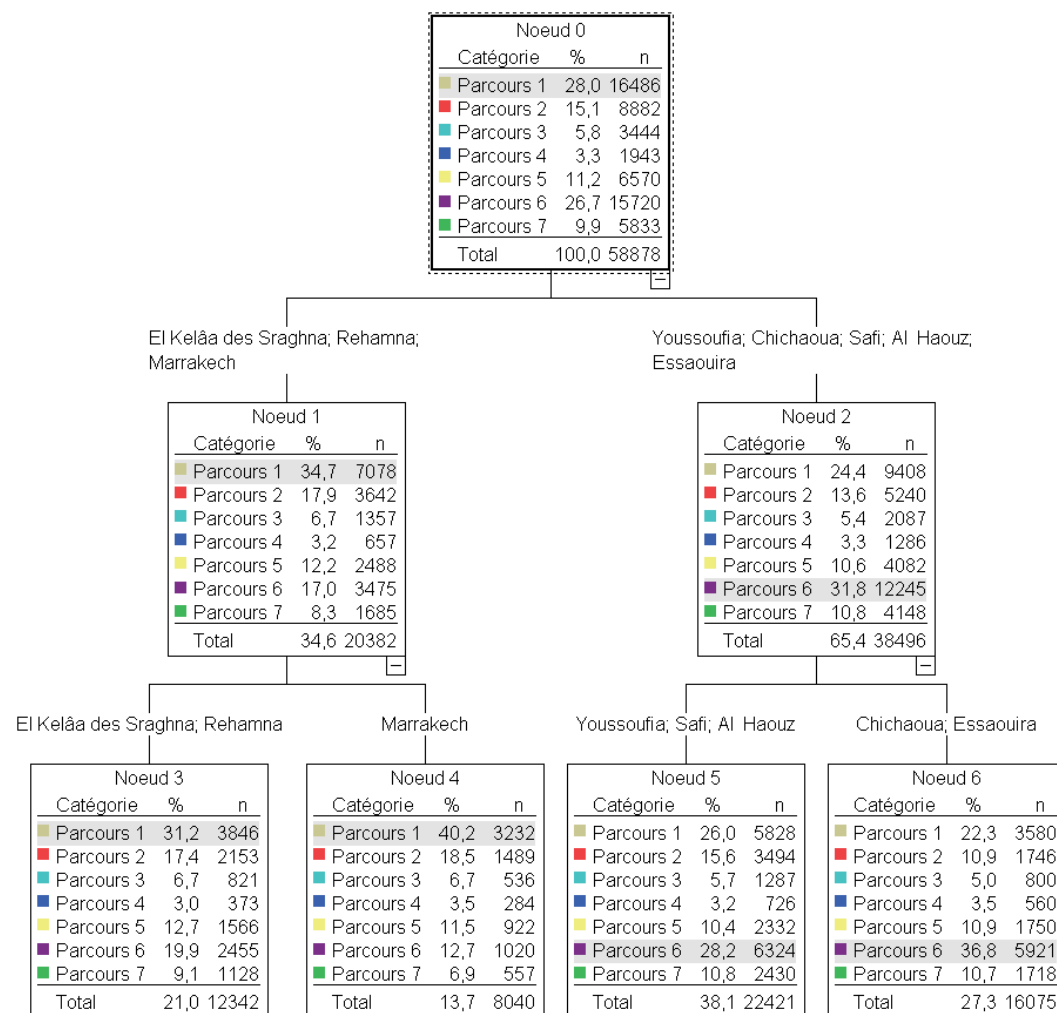 Noeud 0
Catégorie % n
Parcours 1 28,0 16486
Parcours 2 15,1 8882
Parcours 3 5,8 3444
Parcours 4 3,3 1943
Parcours 5 11,2 6570
Parcours 6 26,7 15720
Parcours 7 9,9 5833
Total 100,0 58878
El Kelâa des Sraghna; Rehamna;
Marrakech
Youssoufia; Chichaoua; Safi; Al Haouz;
Essaouira
Noeud 1
Catégorie % n
Parcours 1 34,7 7078
Parcours 2 17,9 3642
Parcours 3 6,7 1357
Parcours 4 3,2 657
Parcours 5 12,2 2488
Parcours 6 17,0 3475
Parcours 7 8,3 1685
Total 34,6 20382
Noeud 2
Catégorie % n
Parcours 1 24,4 9408
Parcours 2 13,6 5240
Parcours 3 5,4 2087
Parcours 4 3,3 1286
Parcours 5 10,6 4082
Parcours 6 31,8 12245
Parcours 7 10,8 4148
Total 65,4 38496
El Kelâa des Sraghna; Rehamna
Marrakech
Youssoufia; Safi; Al Haouz
Chichaoua; Essaouira
Noeud 3
Catégorie % n
Parcours 1 31,2 3846
Parcours 2 17,4 2153
Parcours 3 6,7 821
Parcours 4 3,0 373
Parcours 5 12,7 1566
Parcours 6 19,9 2455
Parcours 7 9,1 1128
Total 21,0 12342
Noeud 4
Catégorie % n
Parcours 1 40,2 3232
Parcours 2 18,5 1489
Parcours 3 6,7 536
Parcours 4 3,5 284
Parcours 5 11,5 922
Parcours 6 12,7 1020
Parcours 7 6,9 557
Total 13,7 8040
Noeud 5
Catégorie % n
Parcours 1 26,0 5828
Parcours 2 15,6 3494
Parcours 3 5,7 1287
Parcours 4 3,2 726
Parcours 5 10,4 2332
Parcours 6 28,2 6324
Parcours 7 10,8 2430
Total 38,1 22421
Noeud 6
Catégorie % n
Parcours 1 22,3 3580
Parcours 2 10,9 1746
Parcours 3 5,0 800
Parcours 4 3,5 560
Parcours 5 10,9 1750
Parcours 6 36,8 5921
Parcours 7 10,7 1718
Total 27,3 16075